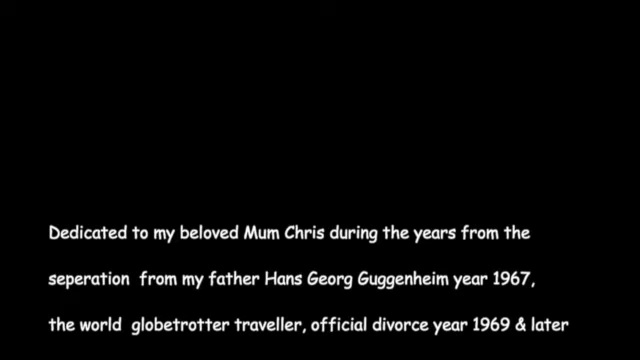 Dedicated to my beloved Mum Chris during the years from the
seperation from my father Hans Georg Guggenheim year 1967,
the world globetrotter traveller, official divorce year 1969 & later